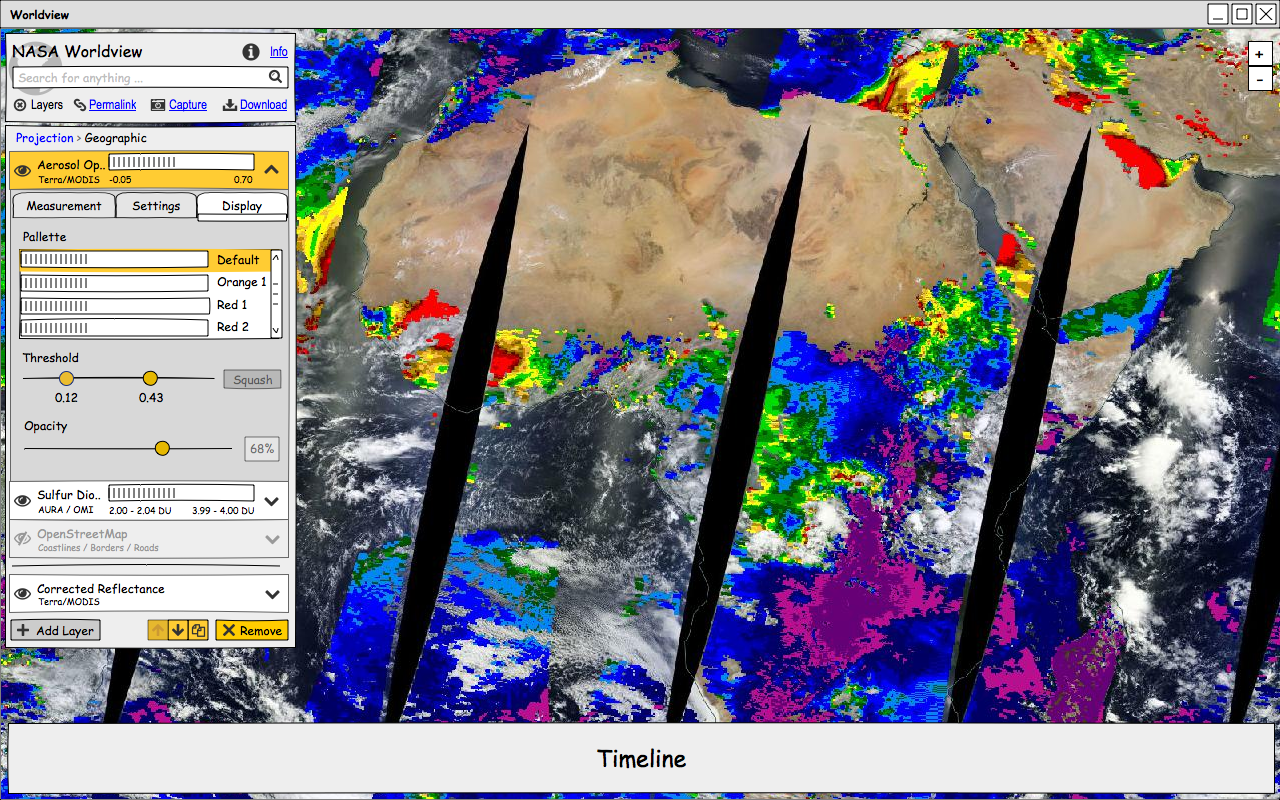 Worldview
NASA Worldview
Info
Search for anything ...
Layers Permalink Capture Download
Projection > Geographic
Aerosol Op..
Terra/MODIS -0.05 0.70
Measurement Settings Display
Pallette
Default
Orange 1
Red 1
Red 2
Threshold
Squash
0.12 0.43
Opacity
68%
Sulfur Dio..
AURA / OMI 2.00 - 2.04 DU 3.99 - 4.00 DU
OpenStreetMap
Coastlines / Borders / Roads
Corrected Reflectance
Terra/MODIS
+ Add Layer Remove
+
-
Timeline